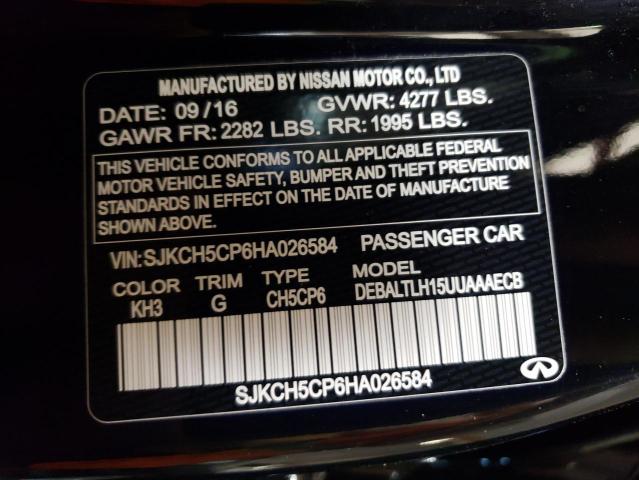 MANUFACTURED BY NISSAN MOTOR CO., LTD
DATE: 09/16 GVWR: 4277 LBS.
GAWR FR: 2282 LBS. RR: 1995 LBS.
THIS VEHICLE CONFORMS TO ALL APPLICABLE FEDERAL
MOTOR VEHICLE SAFETY, BUMPER AND THEFT PREVENTION
STANDARDS IN EFFECT ON THE DATE OF MANUFACTURE
SHOWN ABOVE.
VIN: SJKCH5CP6HA026584 PASSENGER CAR
COLOR TRIM TYPE MODEL
KH3 G CH5CP6 DEBALTLH15UUAAAECB
SJKCH5CP6HA026584